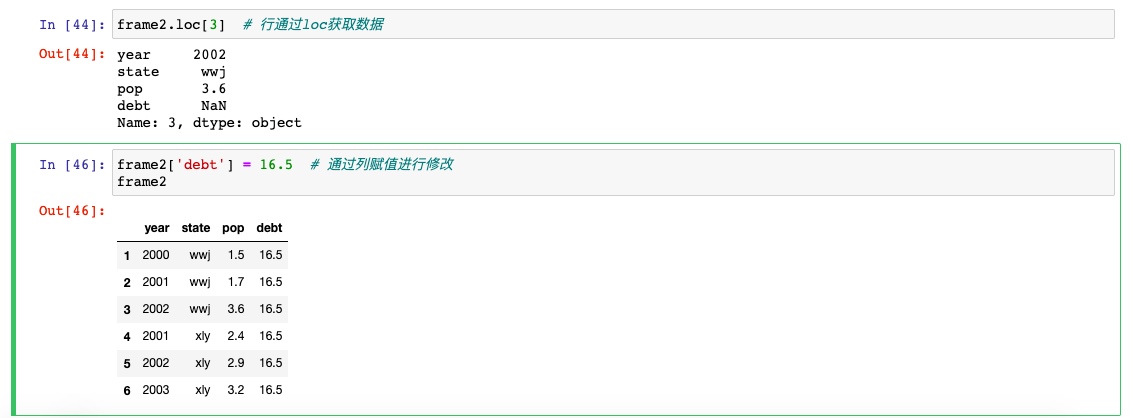 In [44]: frame2.loc[3]  # 行通过loc获取数据
Out[44]: year     2002
state     wwj
pop       3.6
debt      NaN
Name: 3, dtype: object
In [46]: frame2['debt'] = 16.5  # 通过列赋值进行修改
frame2
Out[46]:
year state pop debt
1 2000 wwj 1.5 16.5
2 2001 wwj 1.7 16.5
3 2002 wwj 3.6 16.5
4 2001 xly 2.4 16.5
5 2002 xly 2.9 16.5
6 2003 xly 3.2 16.5